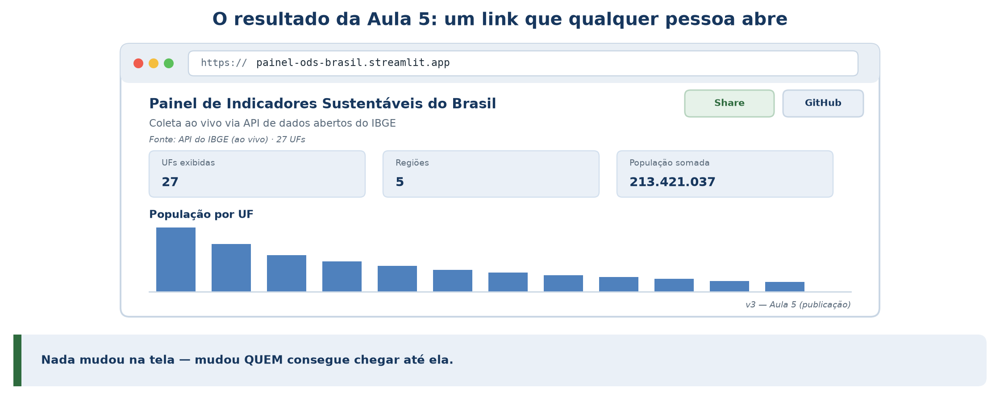 O resultado da Aula 5: um link que qualquer pessoa abre
https:// painel-ods-brasil.streamlit.app
Painel de Indicadores Sustentáveis do Brasil
Share
GitHub
Coleta ao vivo via API de dados abertos do IBGE
Fonte: API do IBGE (ao vivo) · 27 UFs
UFs exibidas
27
Regiões
5
População somada
213.421.037
População por UF
v3 — Aula 5 (publicação)
Nada mudou na tela — mudou QUEM consegue chegar até ela.